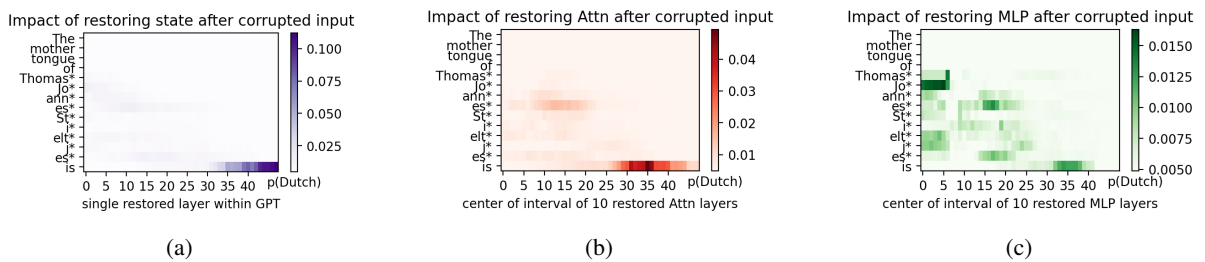 Impact of restoring state after corrupted input
The
mother
tongue
of
Thomas*
Jo*
ann*
es*
St*
i*
elt*
j*
es*
is
0 5 10 15 20 25 30 35 40
single restored layer within GPT
0.100
0.075
0.050
0.025
p(Dutch)
(a)
Impact of restoring Attn after corrupted input
The
mother
tongue
of
Thomas*
Jo*
ann*
es*
St*
i*
elt*
j*
es*
is
0 5 10 15 20 25 30 35 40
center of interval of 10 restored Attn layers
0.04
0.03
0.02
0.01
p(Dutch)
(b)
Impact of restoring MLP after corrupted input
The
mother
tongue
of
Thomas*
Jo*
ann*
es*
St*
i*
elt*
j*
es*
is
0 5 10 15 20 25 30 35 40
center of interval of 10 restored MLP layers
0.0150
0.0125
0.0100
0.0075
0.0050
p(Dutch)
(c)